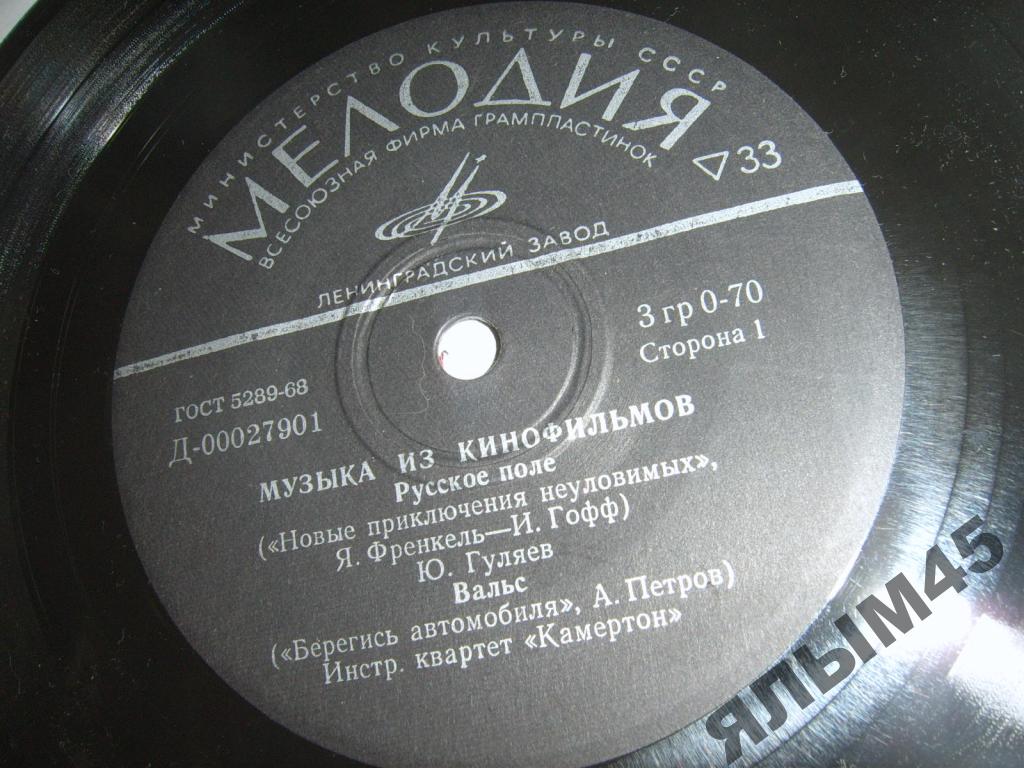 МИНИСТЕРСТВО КУЛЬТУРЫ СССР
МЕЛОДИЯ
ВСЕСОЮЗНАЯ ФИРМА ГРАМПЛАСТИНОК
33
ЛЕНИНГРАДСКИЙ ЗАВОД
3 гр 0-70
Сторона 1
ГОСТ 5289-68
Д-00027901
МУЗЫКА ИЗ КИНОФИЛЬМОВ
Русское поле
(«Новые приключения неуловимых»,
Я. Френкель—И. Гофф)
Ю. Гуляев
Вальс
(«Берегись автомобиля», А. Петров)
Инстр. квартет «Камертон»
ЯЛЫМ45